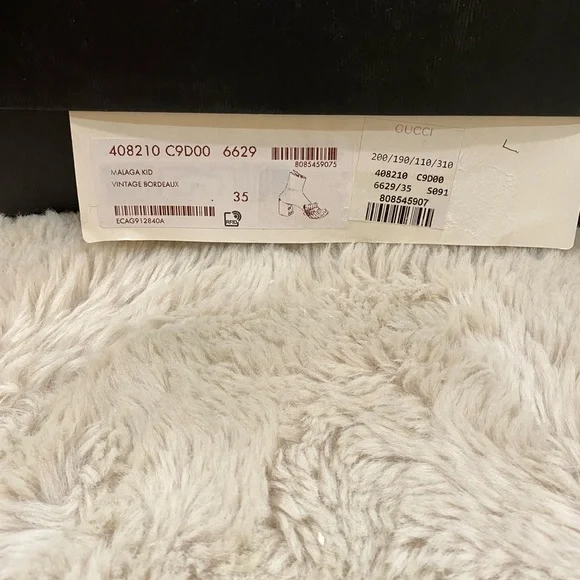 408210 C9D00 6629
8085459075
MALAGA KID
VINTAGE BORDEAUX
35
ECAG912840A
RFID
GUCCI
200/190/110/310
408210 C9D00
6629/35 S091
808545907